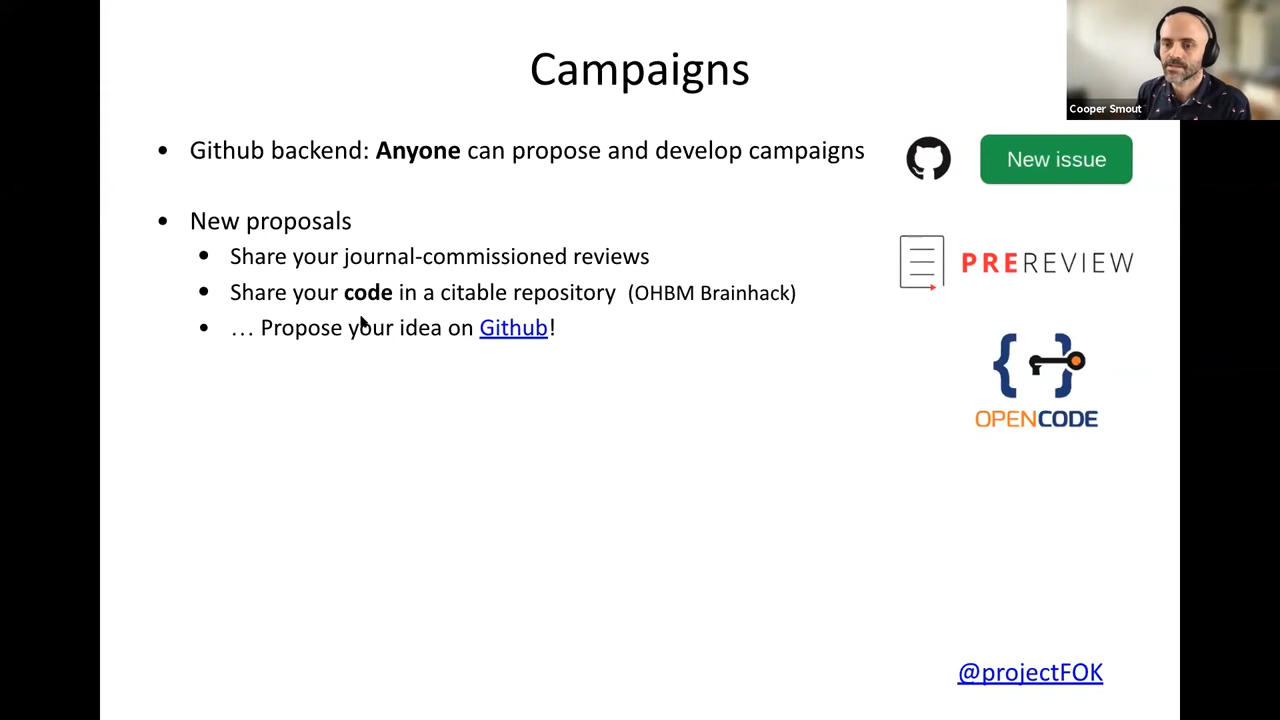 Campaigns
Cooper Smout
• Github backend: Anyone can propose and develop campaigns
New issue
• New proposals
• Share your journal-commissioned reviews
PREREVIEW
• Share your code in a citable repository (OHBM Brainhack)
• … Propose your idea on Github!
{ }
OPENCODE
@projectFOK